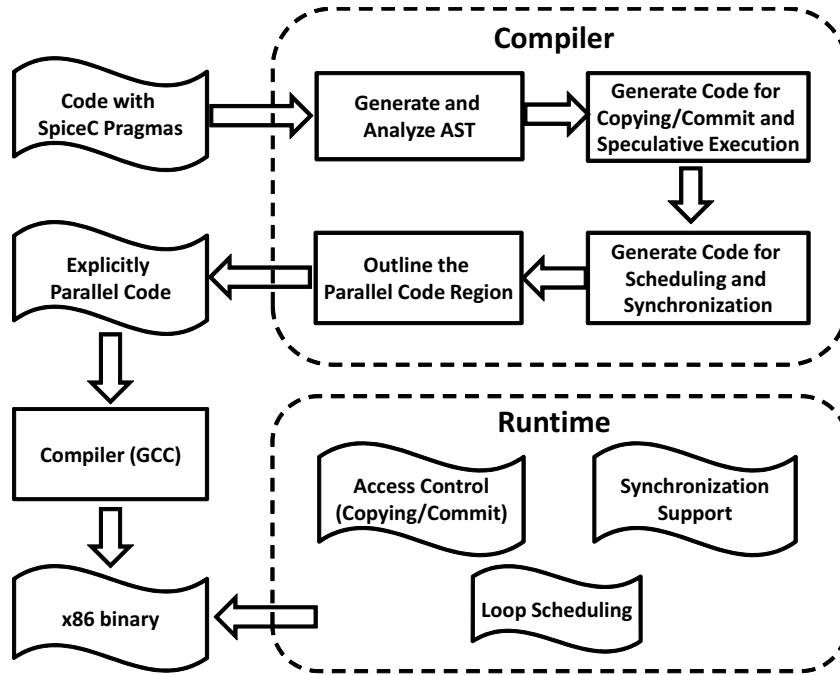 Compiler
Code with
SpiceC Pragmas
Generate and
Analyze AST
Generate Code for
Copying/Commit and
Speculative Execution
Explicitly
Parallel Code
Outline the
Parallel Code Region
Generate Code for
Scheduling and
Synchronization
Compiler (GCC)
Runtime
Access Control
(Copying/Commit)
Synchronization
Support
x86 binary
Loop Scheduling